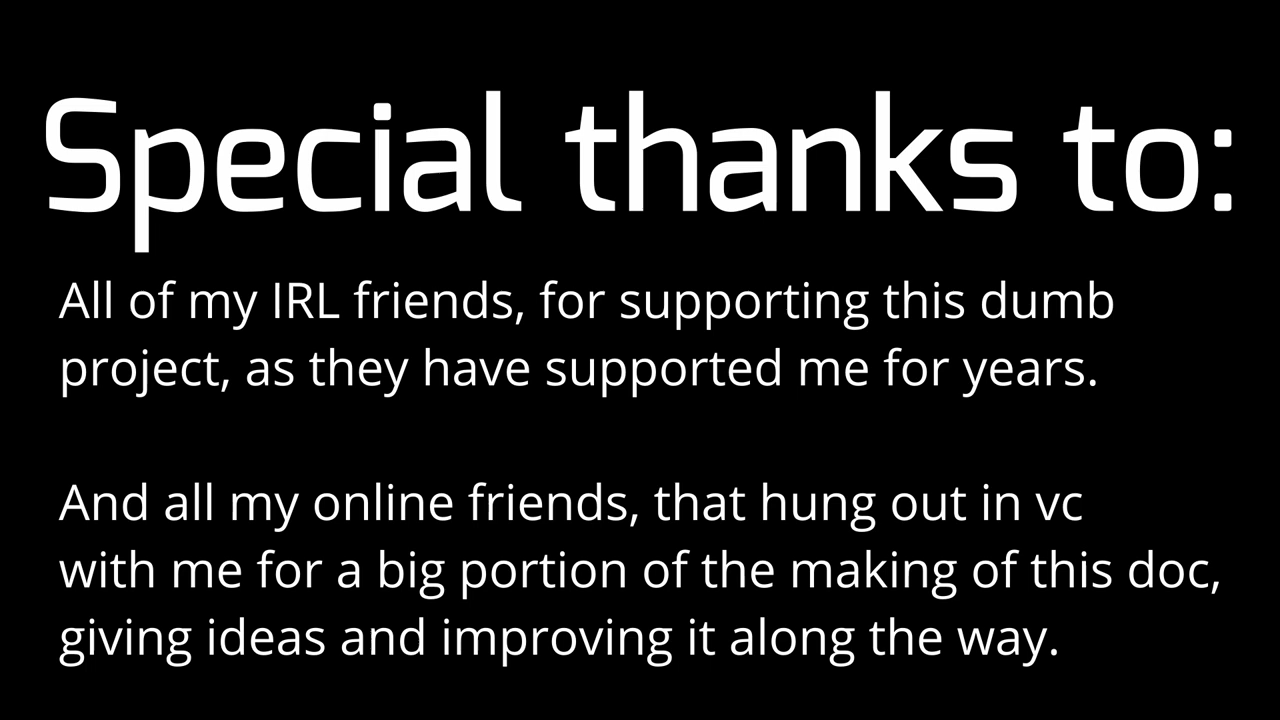 Special thanks to:
All of my IRL friends, for supporting this dumb
project, as they have supported me for years.
And all my online friends, that hung out in vc
with me for a big portion of the making of this doc,
giving ideas and improving it along the way.